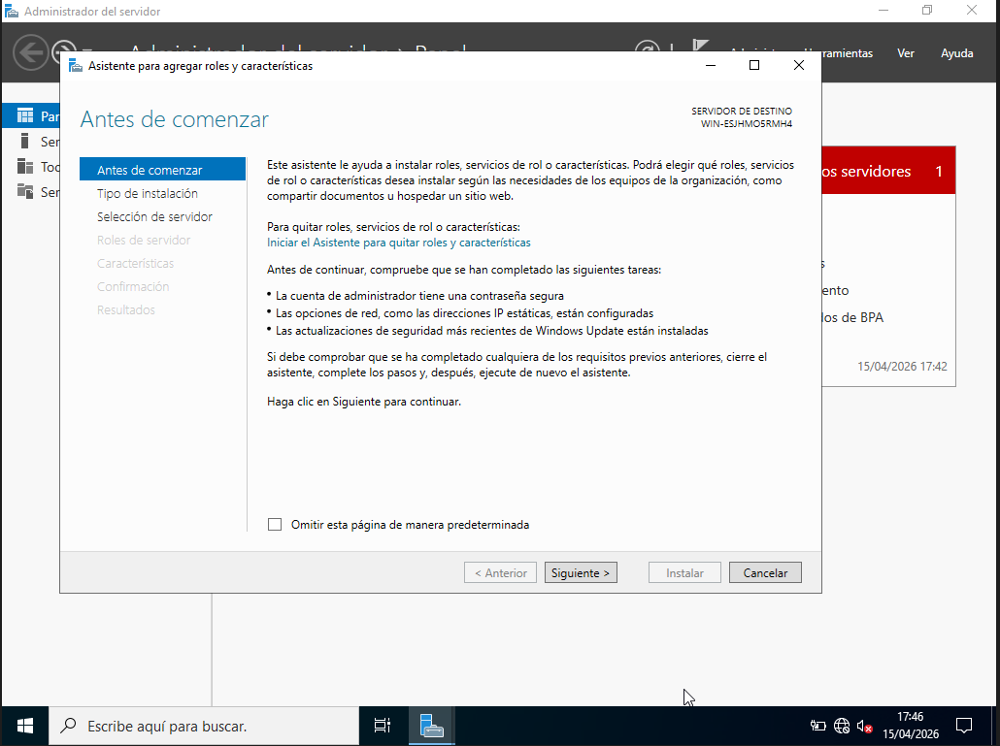 Administrador del servidor
Ver
Ayuda
Asistente para agregar roles y características
Antes de comenzar
SERVIDOR DE DESTINO
WIN-ESJHMO5RMH4
Antes de comenzar
Tipo de instalación
Selección de servidor
Roles de servidor
Características
Confirmación
Resultados
Este asistente le ayuda a instalar roles, servicios de rol o características. Podrá elegir qué roles, servicios
de rol o características desea instalar según las necesidades de los equipos de la organización, como
compartir documentos u hospedar un sitio web.
Para quitar roles, servicios de rol o características:
Iniciar el Asistente para quitar roles y características
Antes de continuar, compruebe que se han completado las siguientes tareas:
• La cuenta de administrador tiene una contraseña segura
• Las opciones de red, como las direcciones IP estáticas, están configuradas
• Las actualizaciones de seguridad más recientes de Windows Update están instaladas
Si debe comprobar que se ha completado cualquiera de los requisitos previos anteriores, cierre el
asistente, complete los pasos y, después, ejecute de nuevo el asistente.
Haga clic en Siguiente para continuar.
Omitir esta página de manera predeterminada
< Anterior
Siguiente >
Instalar
Cancelar
os servidores 1
ento
los de BPA
15/04/2026 17:42
Escribe aquí para buscar.
17:46
15/04/2026